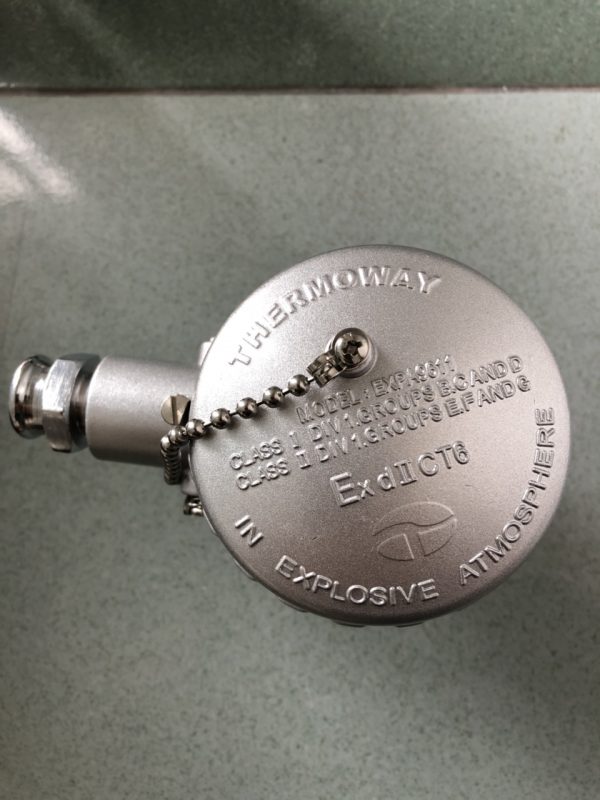 THERMOWAY
MODEL : EXPA9611
CLASS I DIV 1.GROUPS B.C AND D
CLASS II DIV 1.GROUPS E.F AND G
Ex d II CT6
IN EXPLOSIVE ATMOSPHERE